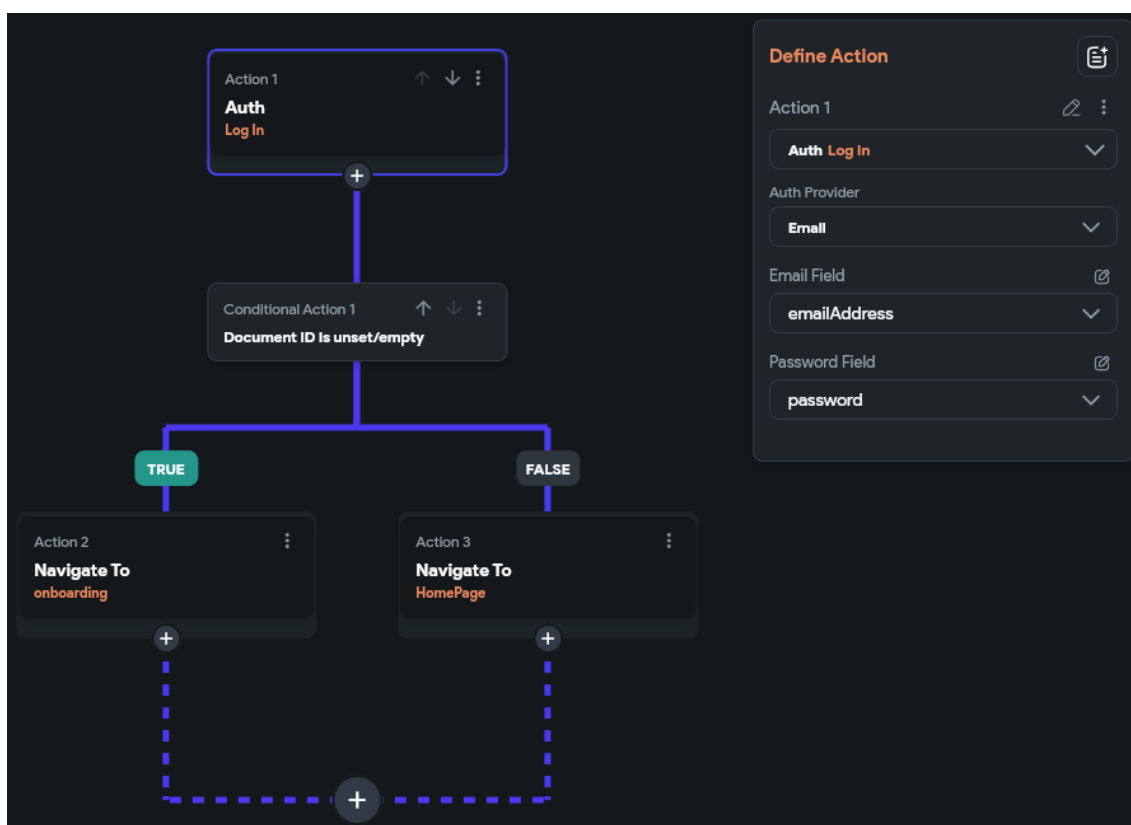 Action 1
Auth
Log In
Conditional Action 1
Document ID Is unset/empty
TRUE
FALSE
Action 2
Navigate To
onboarding
Action 3
Navigate To
HomePage
Define Action
Action 1
Auth Log In
Auth Provider
Email
Email Field
emailAddress
Password Field
password